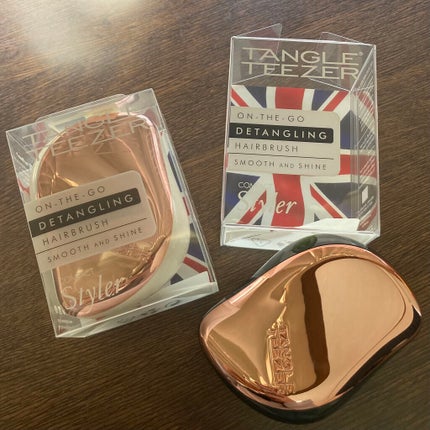 TANGLE
TEEZER
ON-THE-GO
DETANGLING
HAIRBRUSH
SMOOTH AND SHINE
Styler
TANGLE
TEEZER
ON-THE-GO
DETANGLING
HAIRBRUSH
SMOOTH AND SHINE
Styler